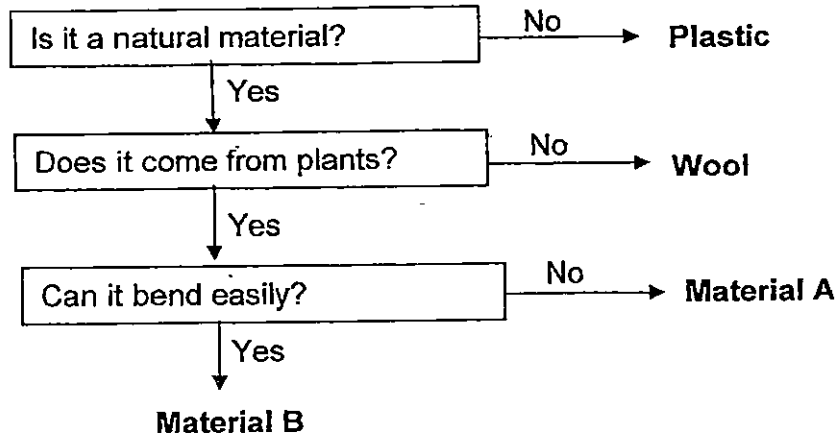 Is it a natural material?
No
Plastic
Yes
Does it come from plants?
No
Wool
Yes
Can it bend easily?
No
Material A
Yes
Material B